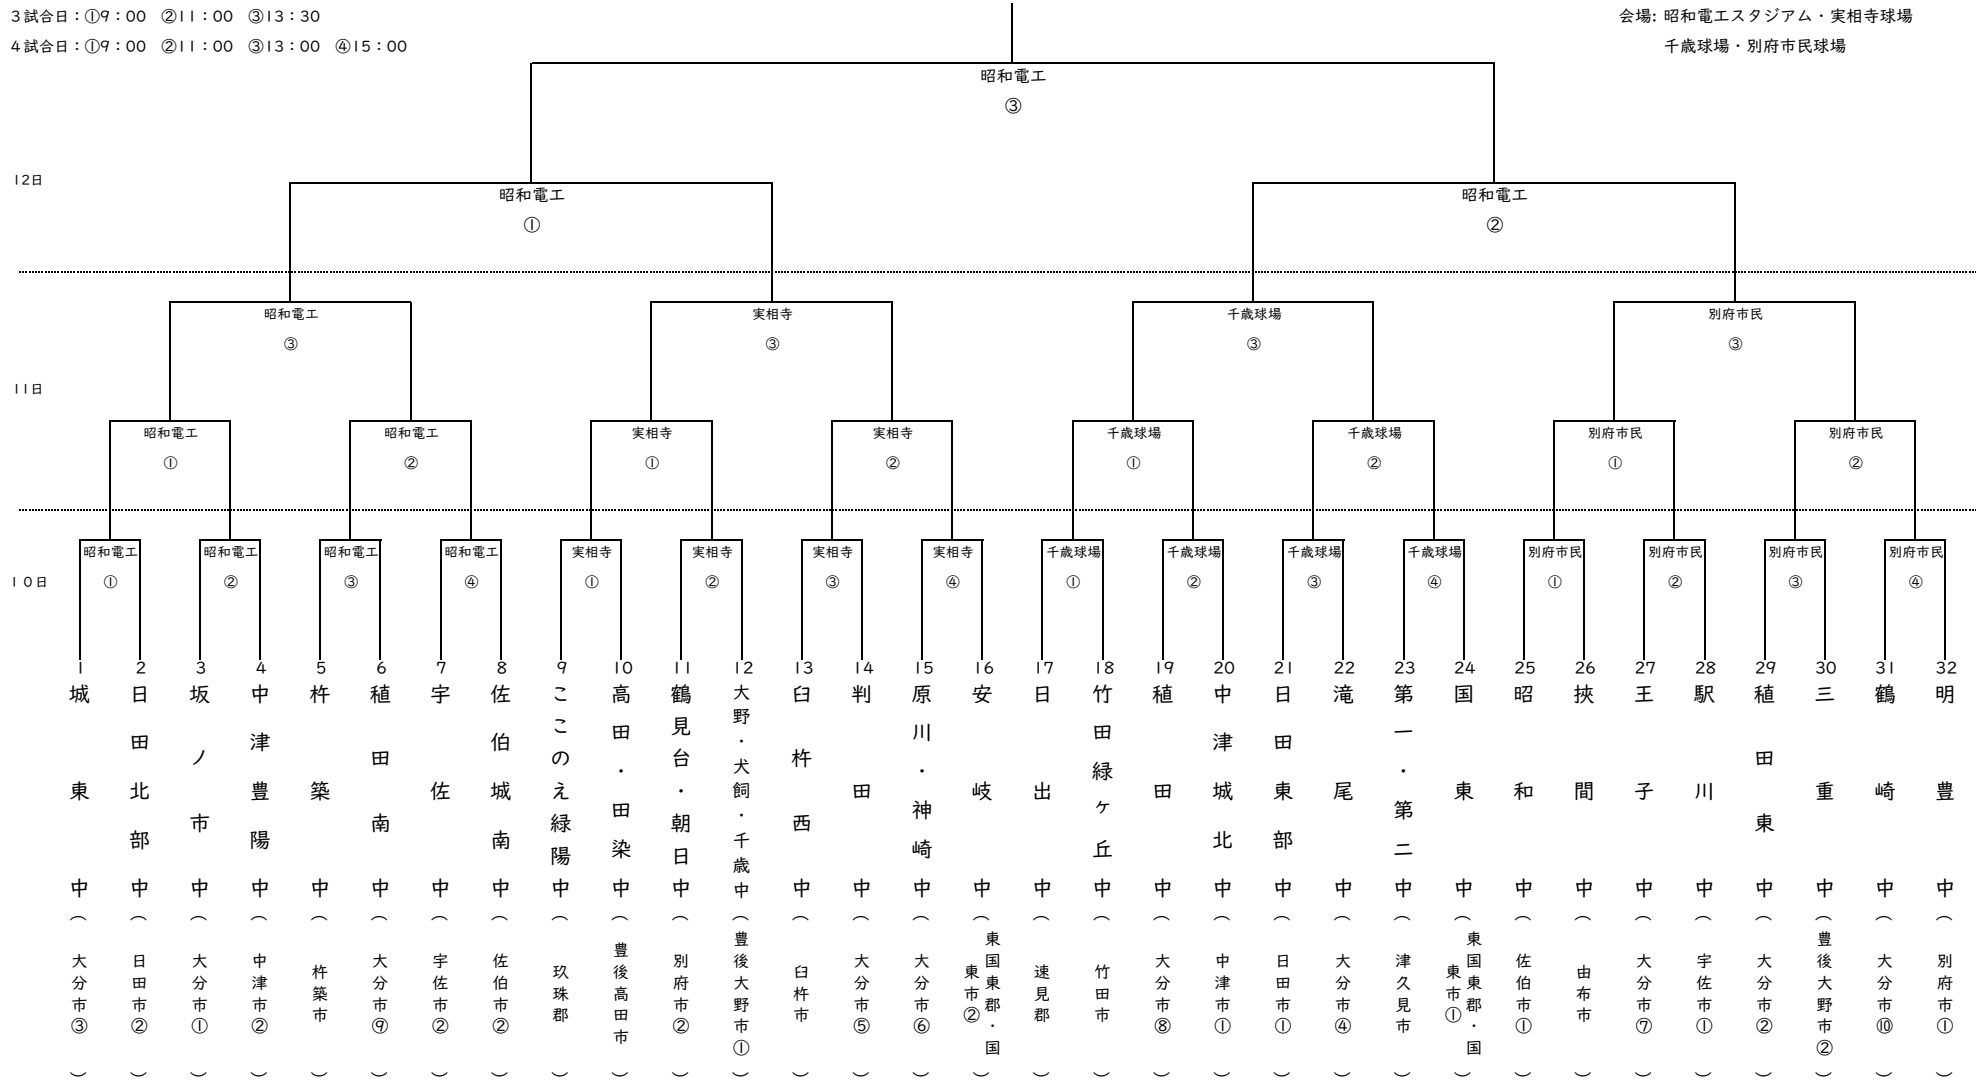 3試合日：①9：00　②11：00　③13：30
4試合日：①9：00　②11：00　③13：00　④15：00
会場: 昭和電工スタジアム・実相寺球場
千歳球場・別府市民球場
昭和電工
③
12日
昭和電工
①
昭和電工
②
昭和電工
③
実相寺
③
千歳球場
③
別府市民
③
11日
昭和電工
①
昭和電工
②
実相寺
①
実相寺
②
千歳球場
①
千歳球場
②
別府市民
①
別府市民
②
10日
昭和電工
①
昭和電工
②
昭和電工
③
昭和電工
④
実相寺
①
実相寺
②
実相寺
③
実相寺
④
千歳球場
①
千歳球場
②
千歳球場
③
千歳球場
④
別府市民
①
別府市民
②
別府市民
③
別府市民
④
1 城東中（大分市③）
2 日田北部中（日田市②）
3 坂ノ市中（大分市①）
4 中津豊陽中（中津市②）
5 杵築中（杵築市）
6 稙田南中（大分市⑨）
7 宇佐中（宇佐市②）
8 佐伯城南中（佐伯市②）
9 ここのえ緑陽中（玖珠郡）
10 高田・田染中（豊後高田市）
11 鶴見台・朝日中（別府市②）
12 大野・犬飼・千歳中（豊後大野市①）
13 臼杵西中（臼杵市）
14 判田中（大分市⑤）
15 原川・神崎中（大分市⑥）
16 安岐中（東国東郡・国東市②）
17 日出中（速見郡）
18 竹田緑ヶ丘中（竹田市）
19 稙田中（大分市⑧）
20 中津城北中（中津市①）
21 日田東部中（日田市①）
22 滝尾中（大分市④）
23 第一・第二中（津久見市）
24 国東中（東国東郡・国東市①）
25 昭和中（佐伯市①）
26 挾間中（由布市）
27 王子中（大分市⑦）
28 駅川中（宇佐市①）
29 稙田東中（大分市②）
30 三重中（豊後大野市②）
31 鶴崎中（大分市⑩）
32 明豊中（別府市①）